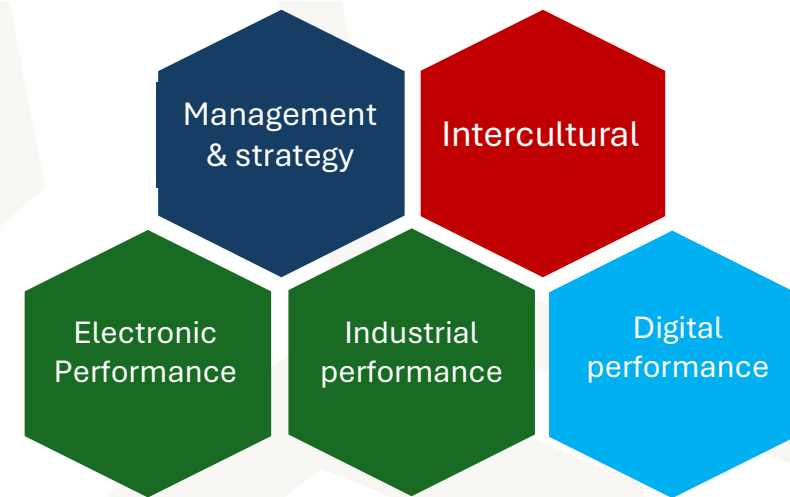 Management
& strategy
Intercultural
Electronic
Performance
Industrial
performance
Digital
performance